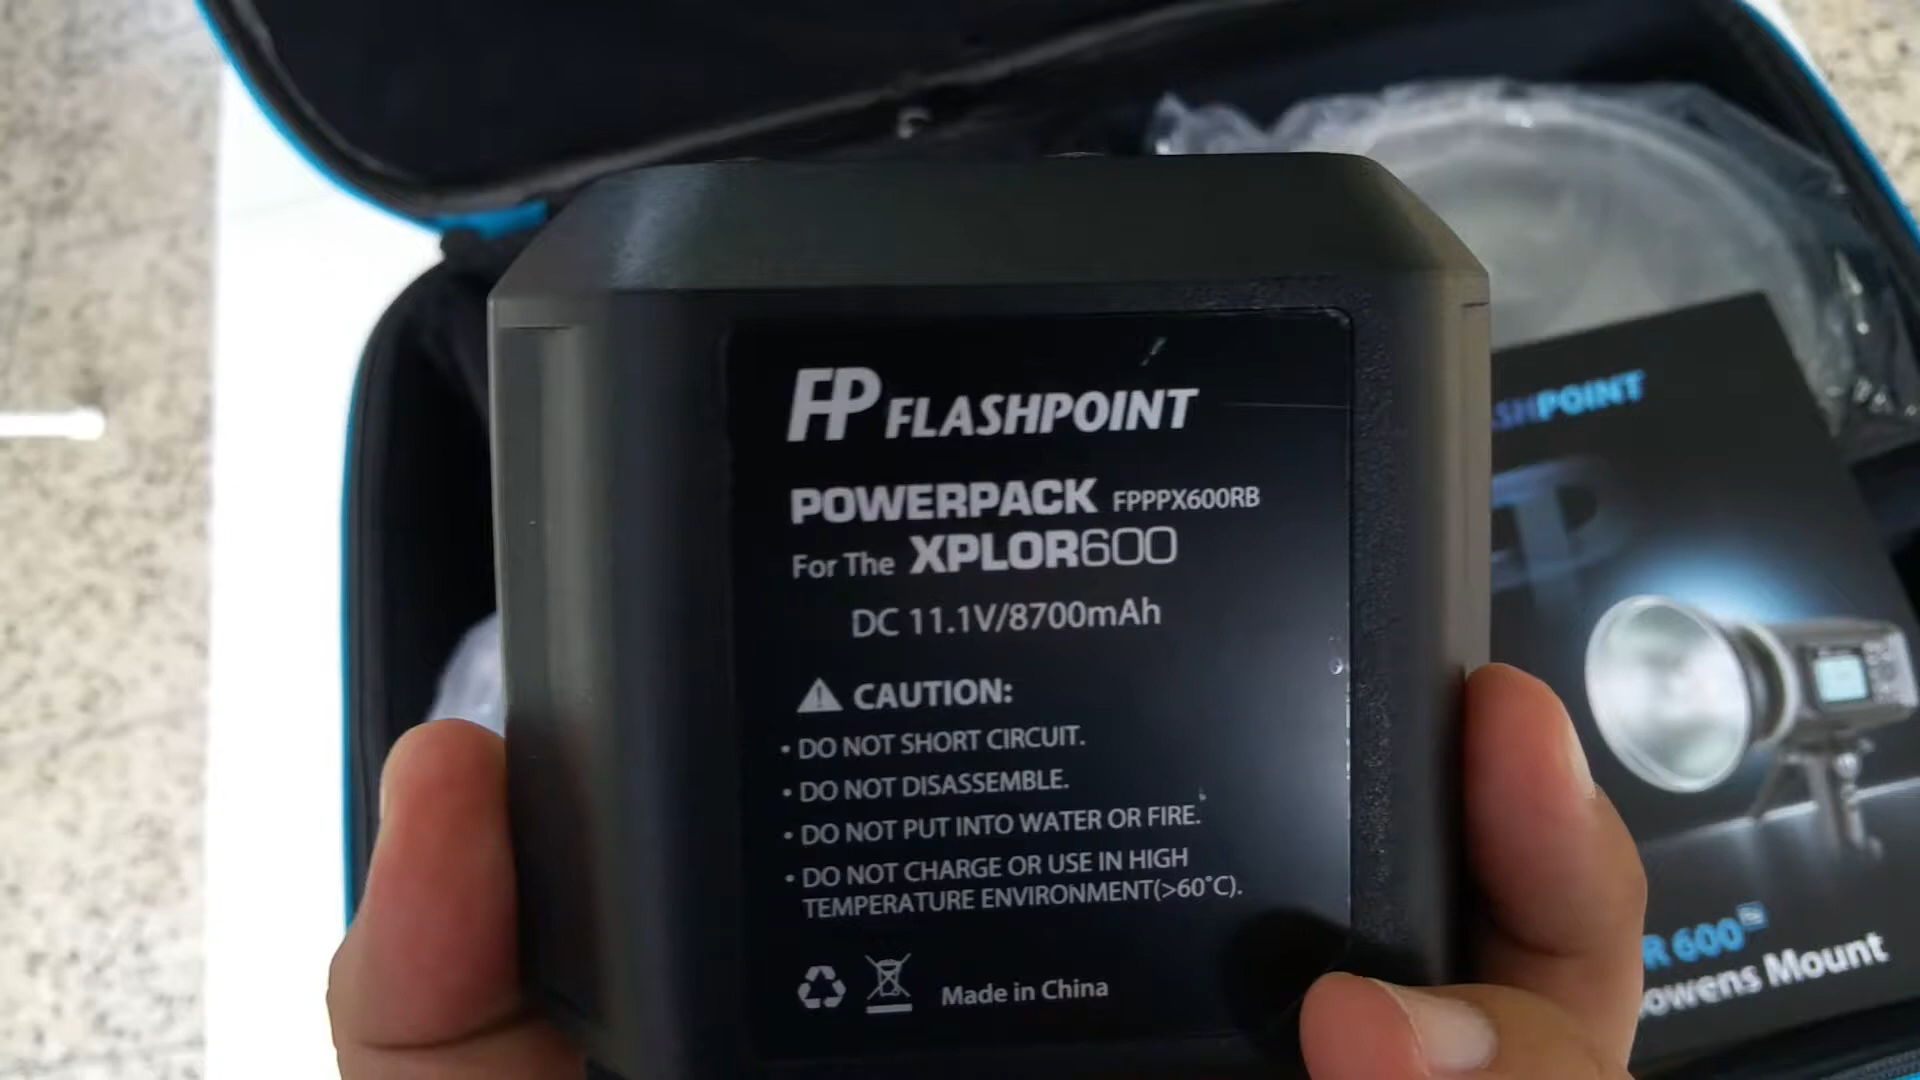 FP FLASHPOINT
POWERPACK FPPPX600RB
For The XPLOR600
DC 11.1V/8700mAh
CAUTION:
• DO NOT SHORT CIRCUIT.
• DO NOT DISASSEMBLE.
• DO NOT PUT INTO WATER OR FIRE.
• DO NOT CHARGE OR USE IN HIGH
TEMPERATURE ENVIRONMENT(>60°C).
Made in China
SHPOINT
R 600
owens Mount